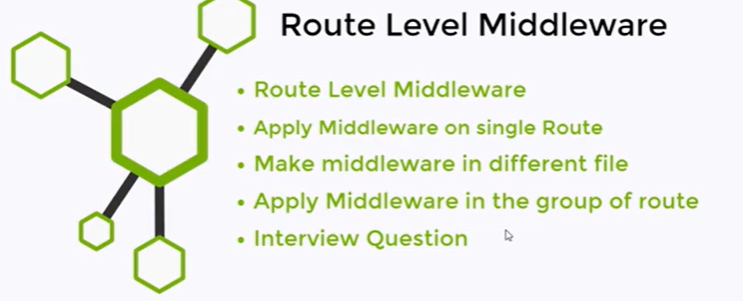 Route Level Middleware
• Route Level Middleware
• Apply Middleware on single Route
• Make middleware in different file
• Apply Middleware in the group of route
• Interview Question